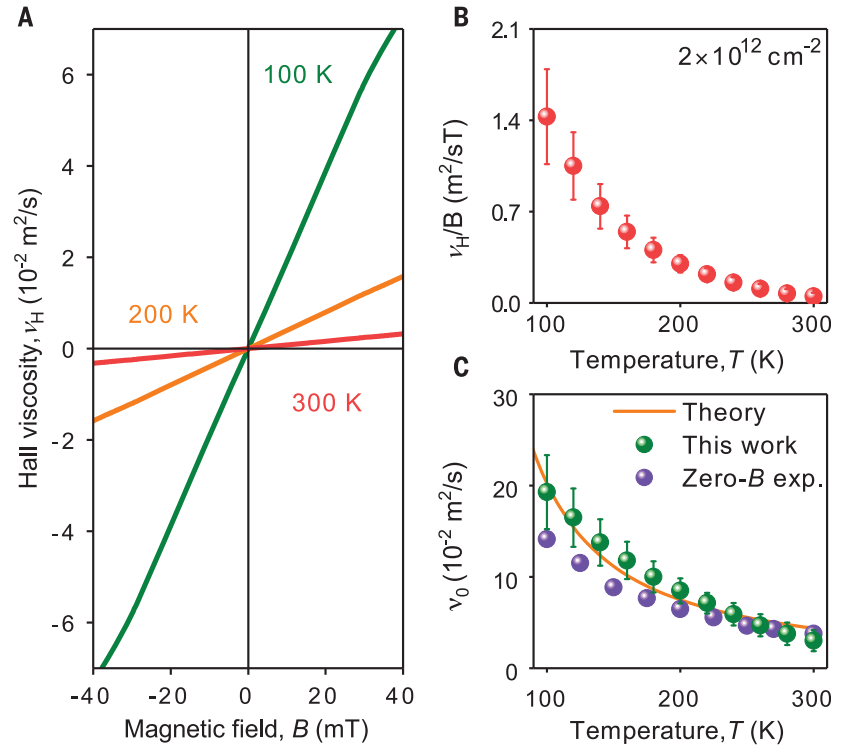 A
Hall viscosity, νH (10-2 m2/s)
6
4
2
0
-2
-4
-6
100 K
200 K
300 K
-40
-20
0
20
40
Magnetic field, B (mT)
B
νH/B (m2/sT)
2.1
1.4
0.7
0.0
2×1012 cm-2
100
200
300
Temperature, T (K)
C
ν0 (10-2 m2/s)
30
20
10
0
Theory
This work
Zero-B exp.
100
200
300
Temperature, T (K)